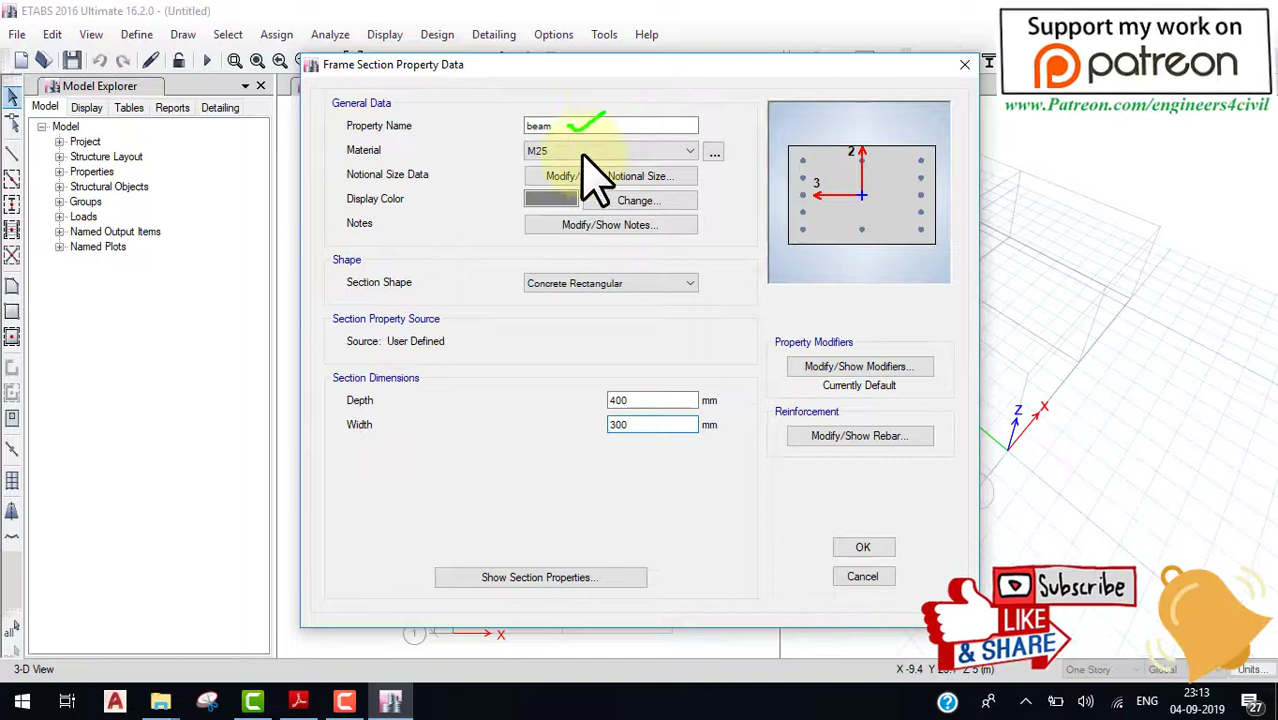 ETABS 2016 Ultimate 16.2.0 - (Untitled)
File Edit View Define Draw Select Assign Analyze Display Design Detailing Options Tools Help
Support my work on
patreon
www.Patreon.com/engineers4civil
Model Explorer
Model Display Tables Reports Detailing
Model
Project
Structure Layout
Properties
Structural Objects
Groups
Loads
Named Output Items
Named Plots
all
Frame Section Property Data
General Data
Property Name beam
Material M25 ...
Notional Size Data Modify/ Notional Size...
Display Color Change...
Notes Modify/Show Notes...
Shape
Section Shape Concrete Rectangular
Section Property Source
Source: User Defined
Section Dimensions
Depth 400 mm
Width 300 mm
Show Section Properties...
2
3
Property Modifiers
Modify/Show Modifiers...
Currently Default
Reinforcement
Modify/Show Rebar...
OK
Cancel
Z X
1 X
Subscribe
LIKE
& SHARE
3-D View
One Story Global Units...
ENG
23:13
04-09-2019
27